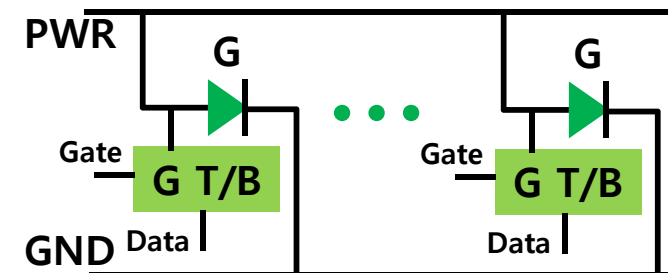 PWR
G
G
Gate
G T/B
Gate
G T/B
GND
Data
Data